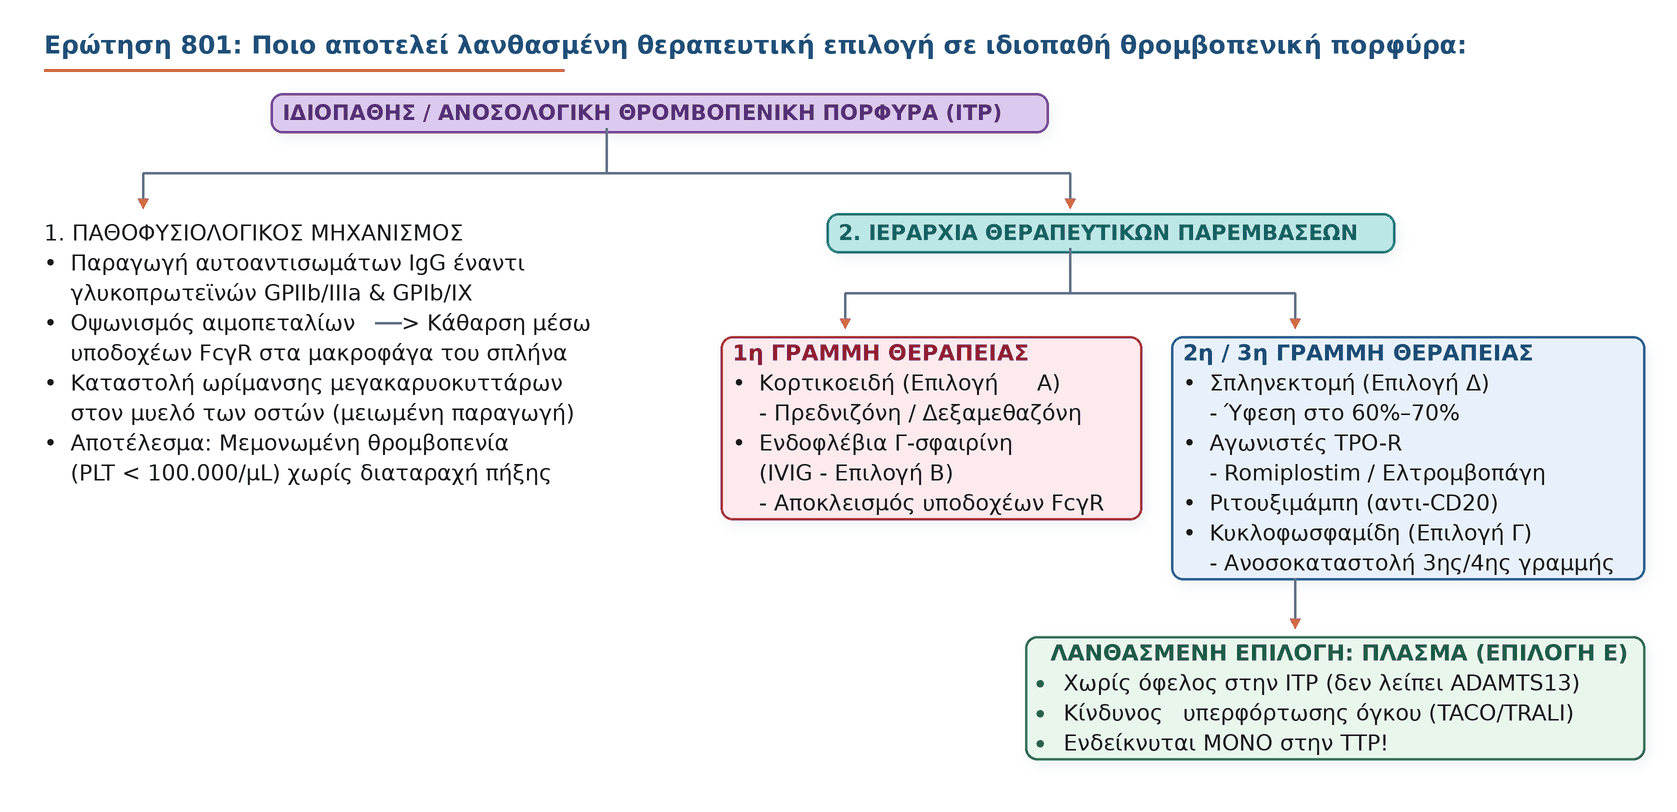 Ερώτηση 801: Ποιο αποτελεί λανθασμένη θεραπευτική επιλογή σε ιδιοπαθή θρομβοπενική πορφύρα:
ΙΔΙΟΠΑΘΗΣ / ΑΝΟΣΟΛΟΓΙΚΗ ΘΡΟΜΒΟΠΕΝΙΚΗ ΠΟΡΦΥΡΑ (ITP)
1. ΠΑΘΟΦΥΣΙΟΛΟΓΙΚΟΣ ΜΗΧΑΝΙΣΜΟΣ
• Παραγωγή αυτοαντισωμάτων IgG έναντι
γλυκοπρωτεϊνών GPIIb/IIIa & GPIb/IX
• Οψωνισμός αιμοπεταλίων —> Κάθαρση μέσω
υποδοχέων FcγR στα μακροφάγα του σπλήνα
• Καταστολή ωρίμανσης μεγακαρυοκυττάρων
στον μυελό των οστών (μειωμένη παραγωγή)
• Αποτέλεσμα: Μεμονωμένη θρομβοπενία
(PLT < 100.000/μL) χωρίς διαταραχή πήξης
2. ΙΕΡΑΡΧΙΑ ΘΕΡΑΠΕΥΤΙΚΩΝ ΠΑΡΕΜΒΑΣΕΩΝ
1η ΓΡΑΜΜΗ ΘΕΡΑΠΕΙΑΣ
• Κορτικοειδή (Επιλογή Α)
- Πρεδνιζόνη / Δεξαμεθαζόνη
• Ενδοφλέβια Γ-σφαιρίνη
(IVIG - Επιλογή Β)
- Αποκλεισμός υποδοχέων FcγR
2η / 3η ΓΡΑΜΜΗ ΘΕΡΑΠΕΙΑΣ
• Σπληνεκτομή (Επιλογή Δ)
- Ύφεση στο 60%–70%
• Αγωνιστές TPO-R
- Romiplostim / Ελτρομβοπάγη
• Ριτουξιμάμπη (αντι-CD20)
• Κυκλοφωσφαμίδη (Επιλογή Γ)
- Ανοσοκαταστολή 3ης/4ης γραμμής
ΛΑΝΘΑΣΜΕΝΗ ΕΠΙΛΟΓΗ: ΠΛΑΣΜΑ (ΕΠΙΛΟΓΗ Ε)
• Χωρίς όφελος στην ITP (δεν λείπει ADAMTS13)
• Κίνδυνος υπερφόρτωσης όγκου (TACO/TRALI)
• Ενδείκνυται ΜΟΝΟ στην TTP!